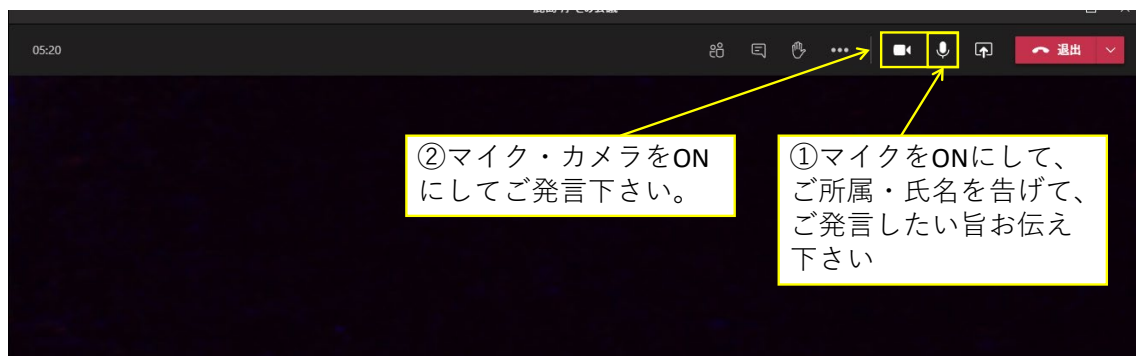 05:20
退出
②マイク・カメラをON
にしてご発言下さい。
①マイクをONにして、
ご所属・氏名を告げて、
ご発言したい旨お伝え
下さい